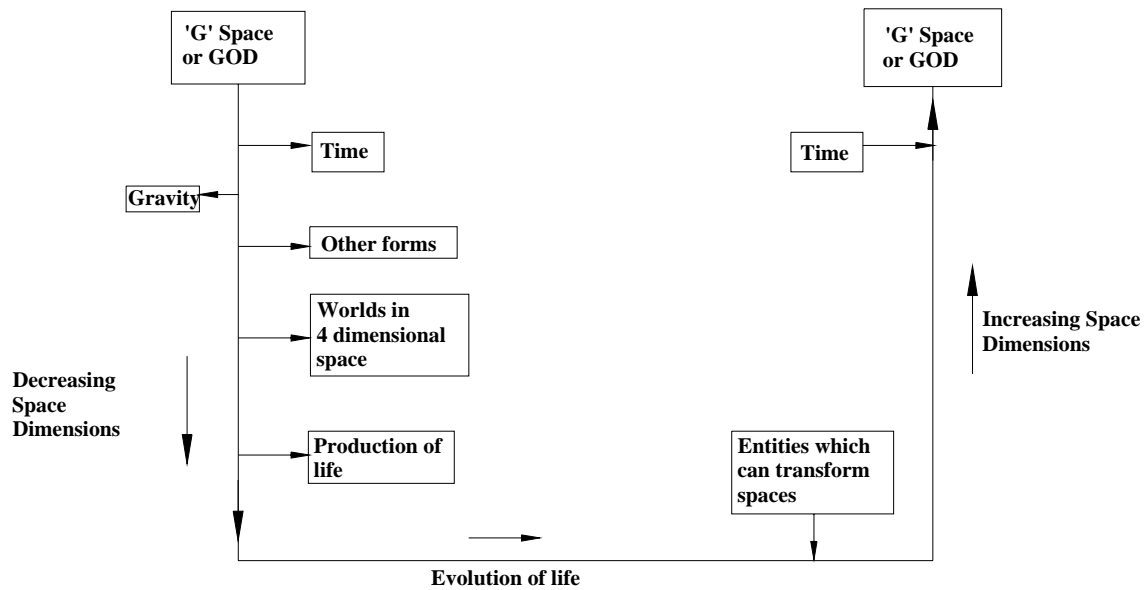 'G' Space
or GOD
'G' Space
or GOD
Time
Time
Gravity
Other forms
Worlds in
4 dimensional
space
Increasing Space
Dimensions
Decreasing
Space
Dimensions
Production of
life
Entities which
can transform
spaces
Evolution of life